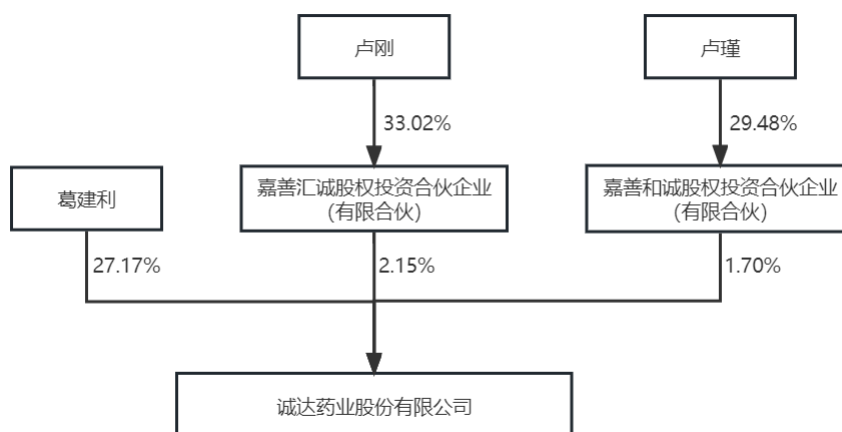 卢刚
卢瑾
33.02%
29.48%
葛建利
嘉善汇诚股权投资合伙企业
(有限合伙)
嘉善和诚股权投资合伙企业
(有限合伙)
27.17%
2.15%
1.70%
诚达药业股份有限公司